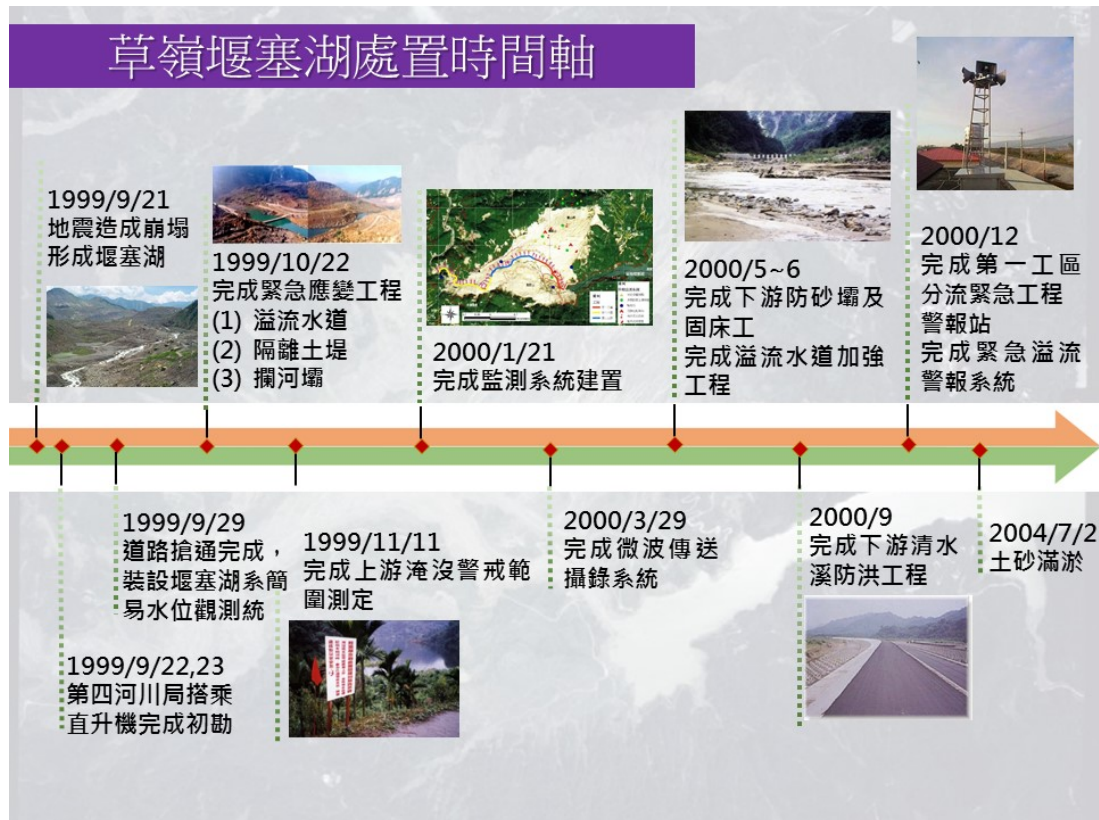 草嶺堰塞湖處置時間軸
1999/9/21
地震造成崩塌
形成堰塞湖
1999/10/22
完成緊急應變工程
(1) 溢流水道
(2) 隔離土堤
(3) 攔河壩
2000/1/21
完成監測系統建置
2000/5~6
完成下游防砂壩及
固床工
完成溢流水道加強
工程
2000/12
完成第一工區
分流緊急工程
警報站
完成緊急溢流
警報系統
1999/9/22,23
第四河川局搭乘
直升機完成初勘
1999/9/29
道路搶通完成，
裝設堰塞湖系簡
易水位觀測統
1999/11/11
完成上游淹沒警戒範
圍測定
2000/3/29
完成微波傳送
攝錄系統
2000/9
完成下游清水
溪防洪工程
2004/7/2
土砂滿淤